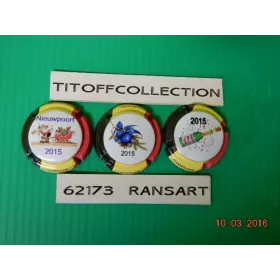 TITOFFCOLLECTION
Nieuwpoort
2015
2015
2015
62173 RANSART
10.03.2016